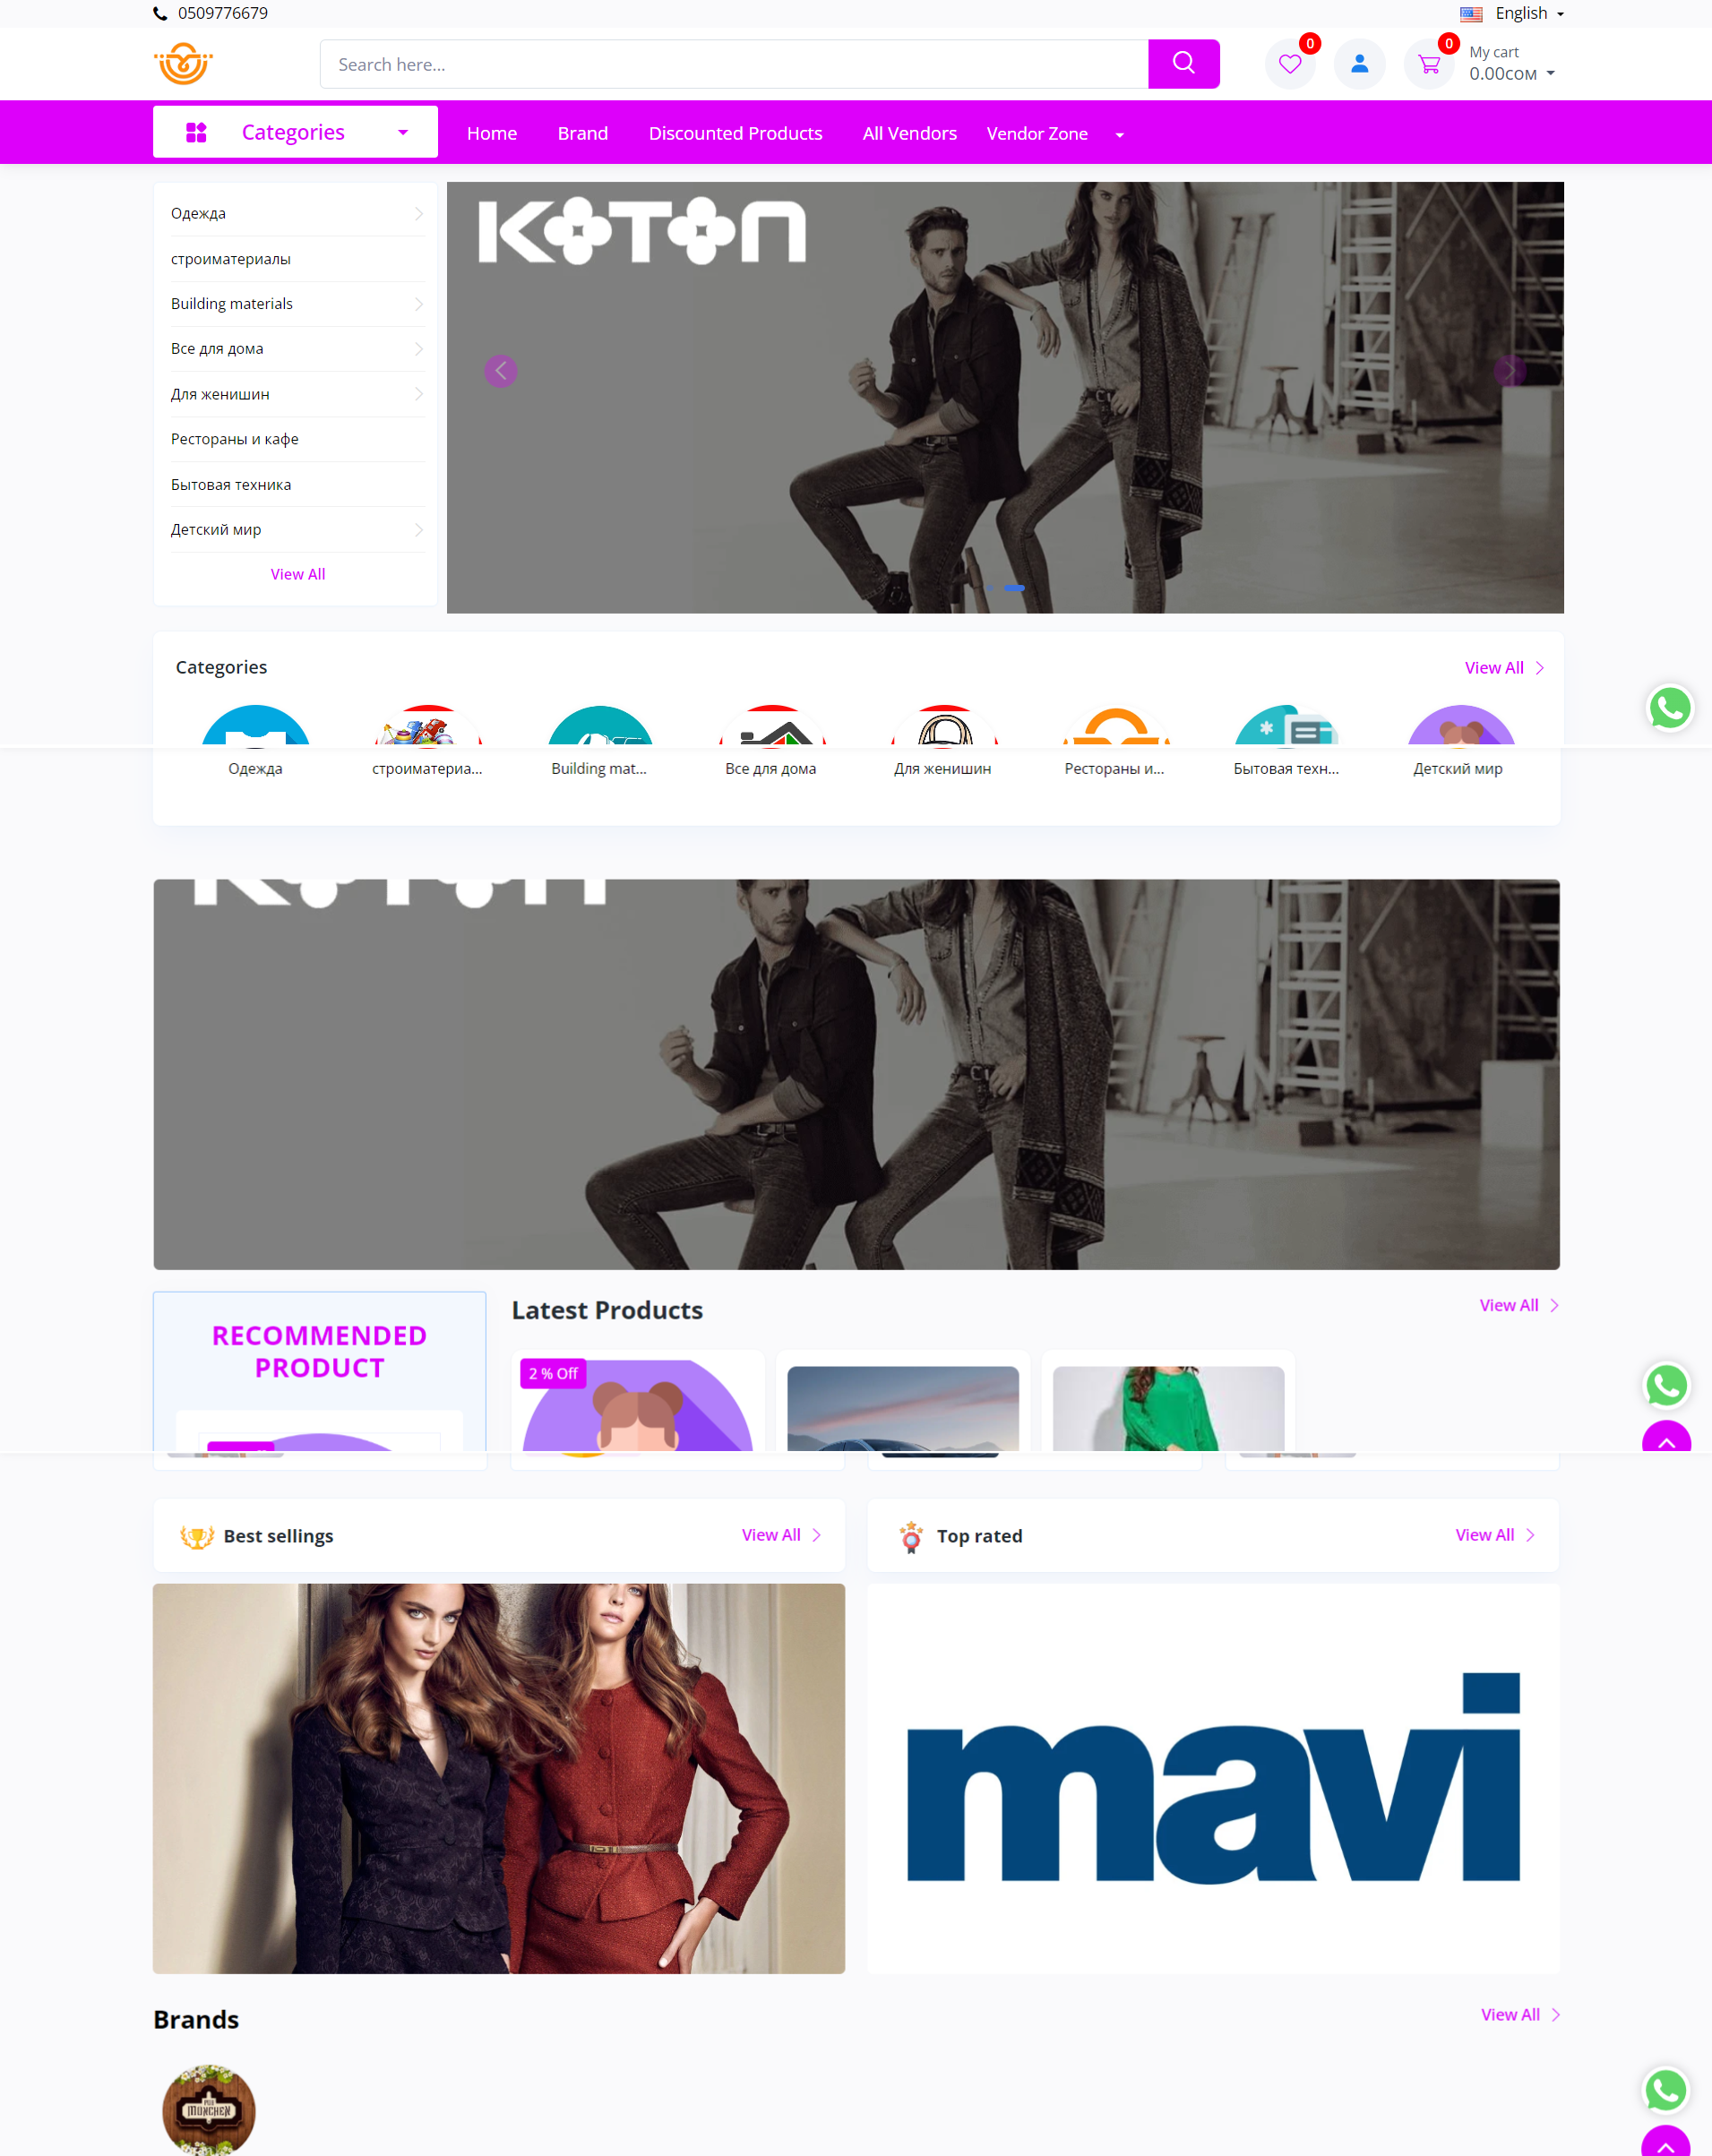 0509776679
English
Search here...
0
0
My cart
0.00сом
Categories
Home
Brand
Discounted Products
All Vendors
Vendor Zone
Одежда
строиматериалы
Building materials
Все для дома
Для женишин
Рестораны и кафе
Бытовая техника
Детский мир
View All
KOTON
Categories
View All
Одежда
строиматериа...
Building mat...
Все для дома
Для женишин
Рестораны и...
Бытовая техн...
Детский мир
RECOMMENDED
PRODUCT
Latest Products
View All
2 % Off
Best sellings
View All
Top rated
View All
mavi
Brands
View All
MUNCHEN